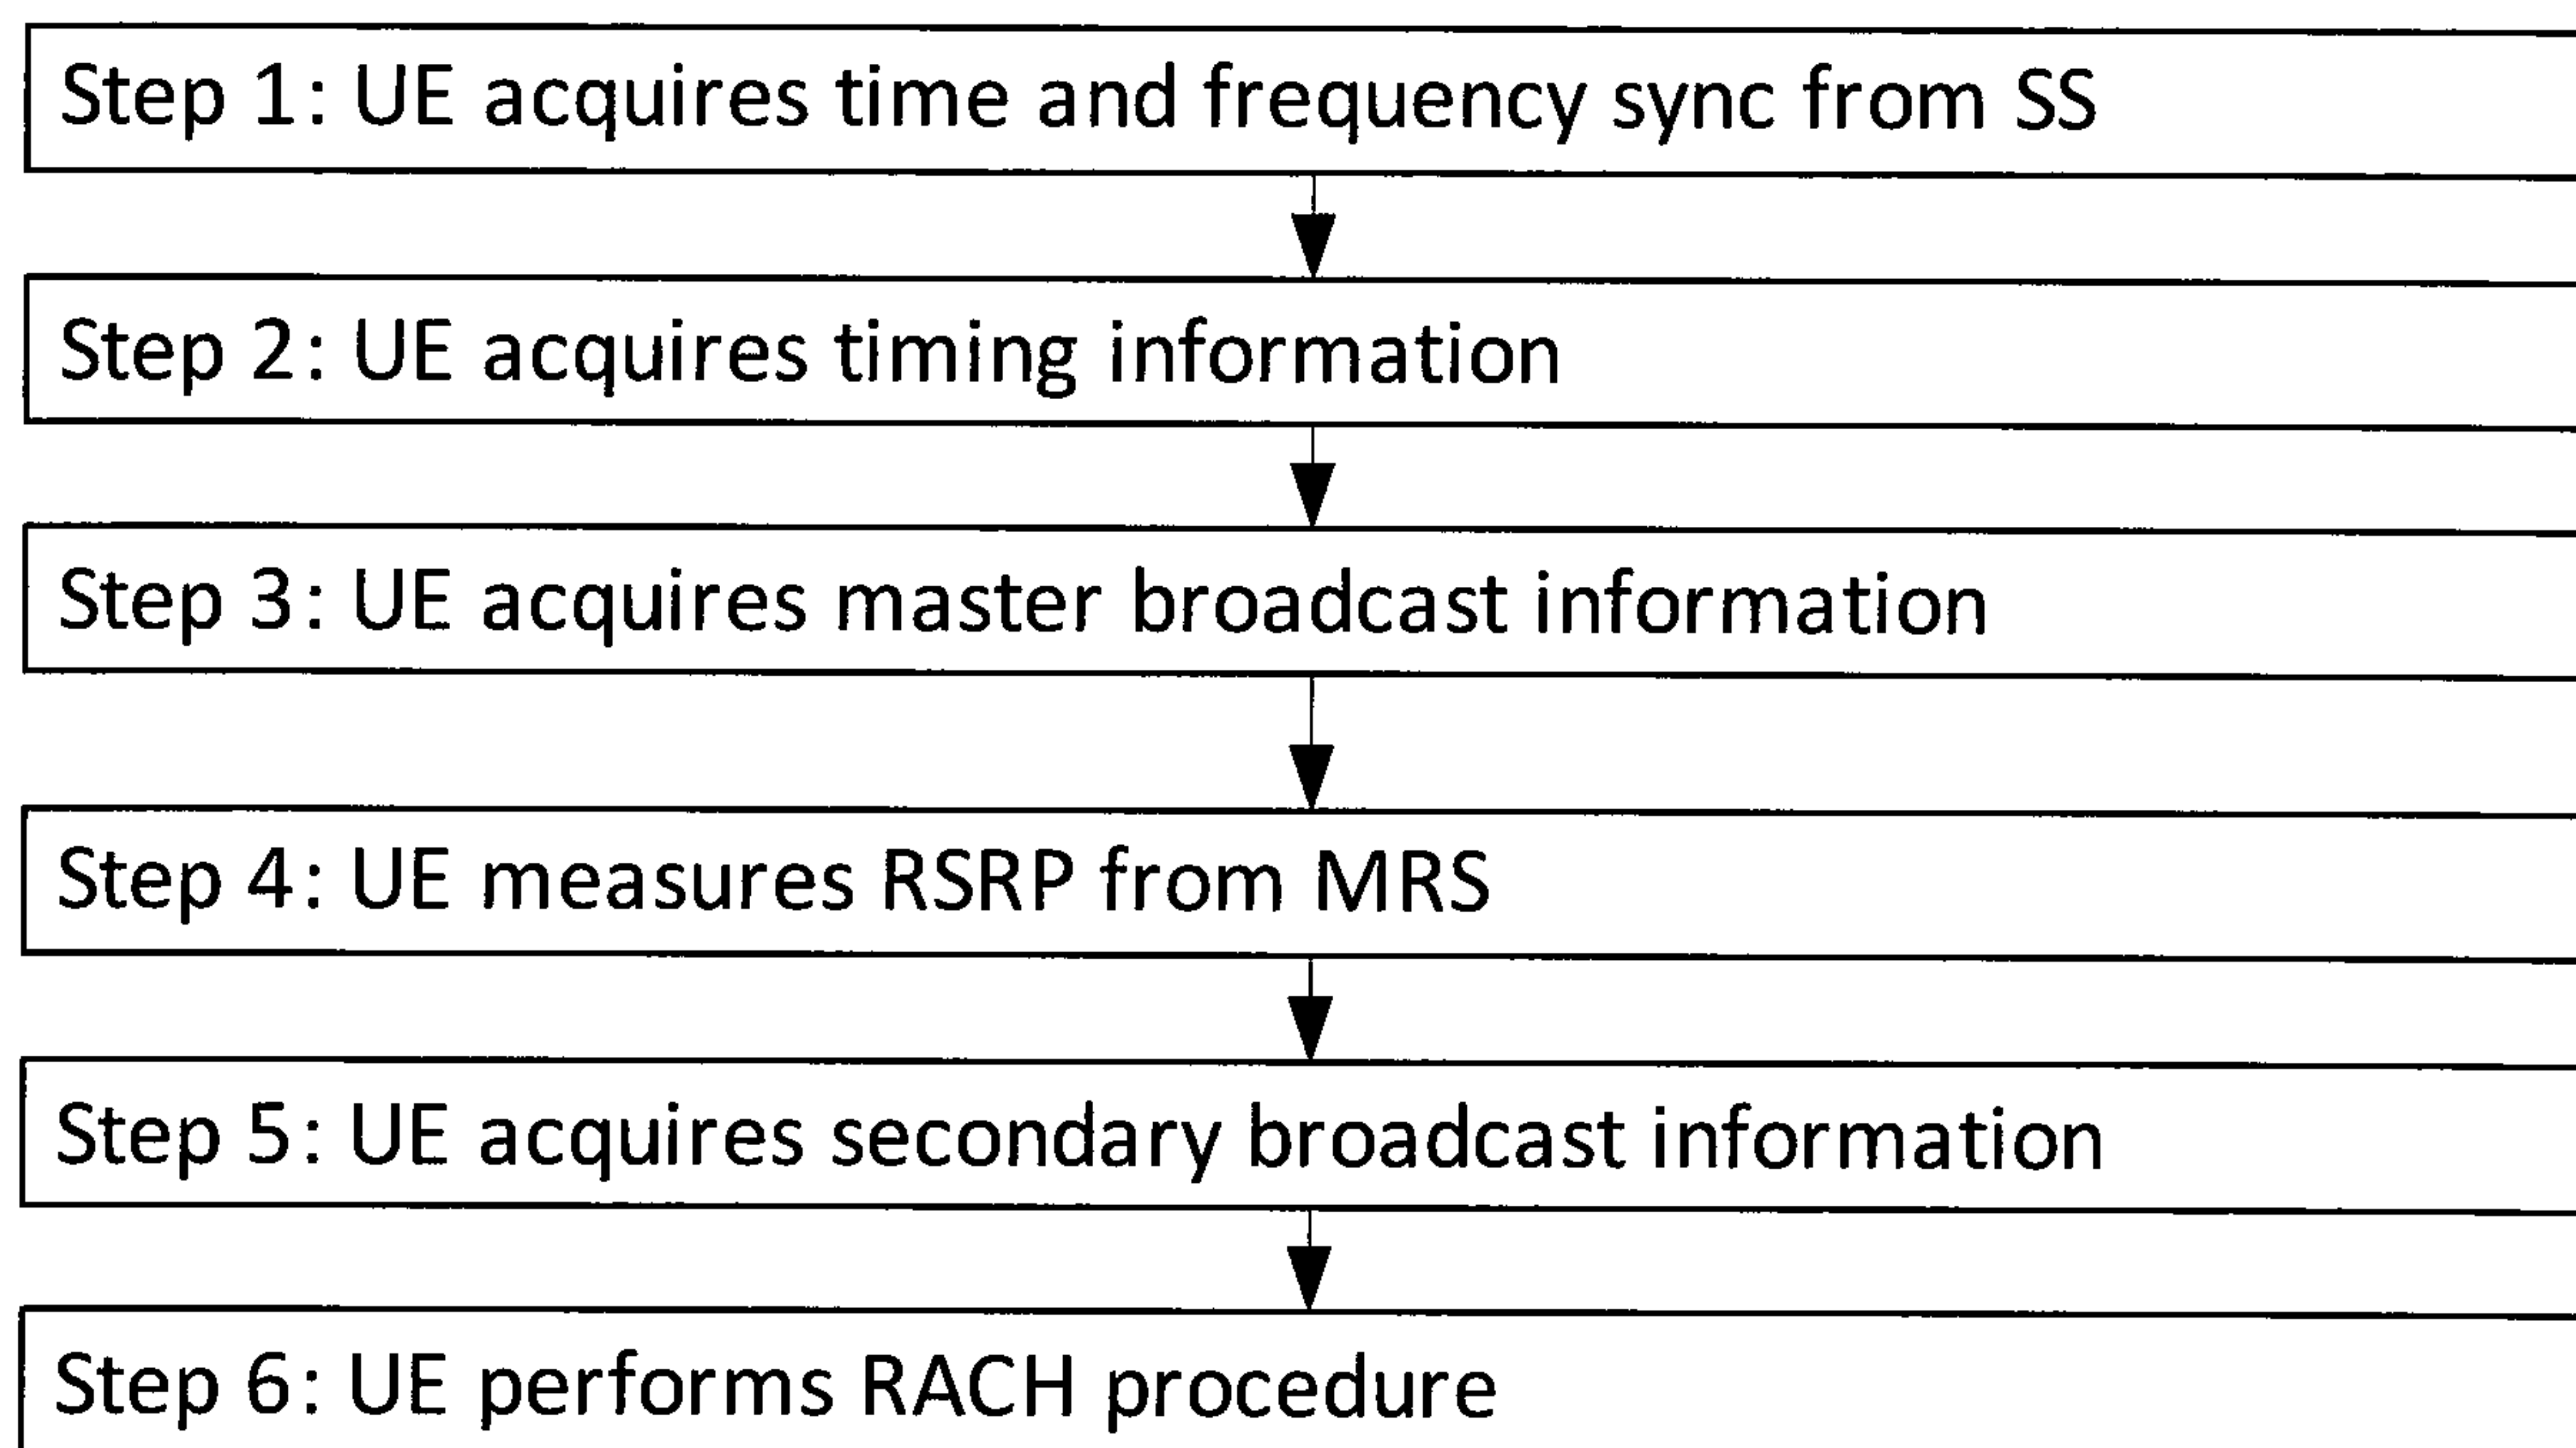 Step 1: UE acquires time and frequency sync from SS
Step 2: UE acquires timing information
Step 3: UE acquires master broadcast information
Step 4: UE measures RSRP from MRS
Step 5: UE acquires secondary broadcast information
Step 6: UE performs RACH procedure